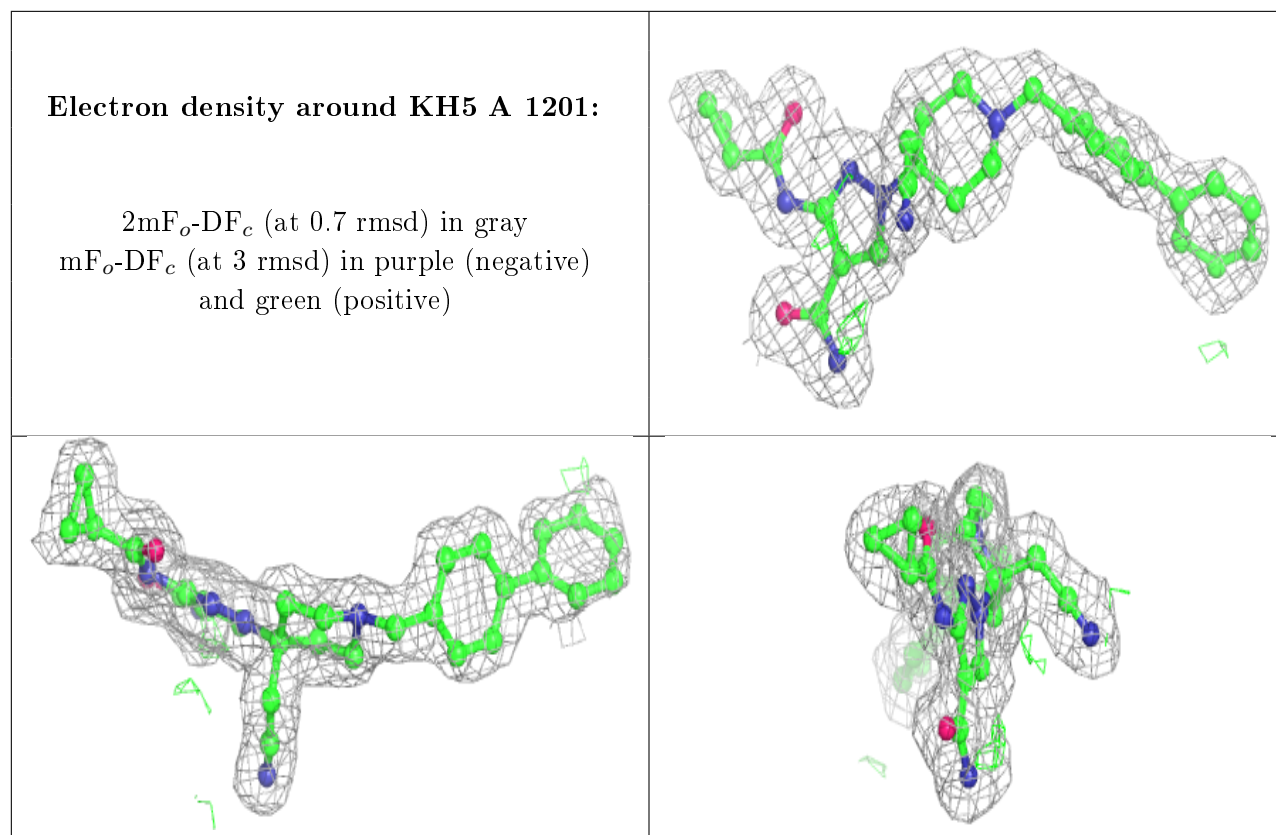 Electron density around KH5 A 1201:
2mFo-DFc (at 0.7 rmsd) in gray
mFo-DFc (at 3 rmsd) in purple (negative)
and green (positive)